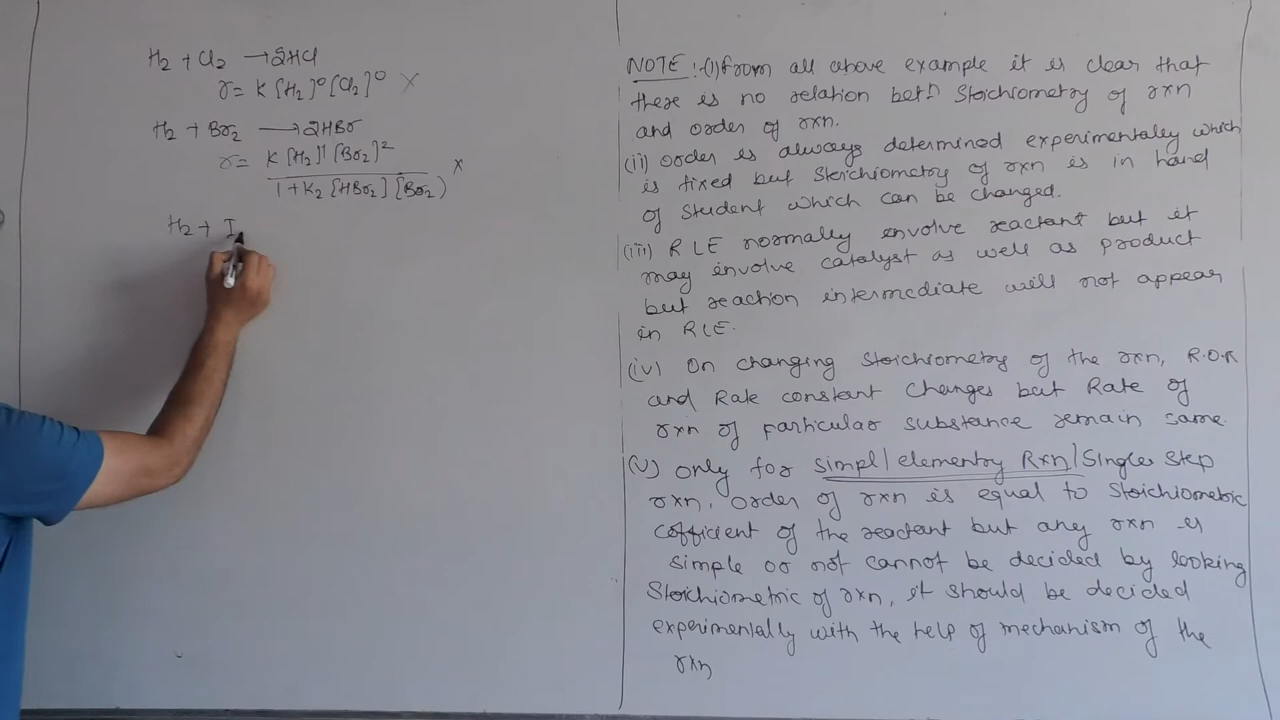 H₂ + Cl₂ → 2HCl
r = K [H₂]⁰ [Cl₂]⁰ ×
H₂ + Br₂ → 2HBr
r = K [H₂]¹ [Br₂]²
1 + K₂ [HBr₂] [Br₂) ×
H₂ + I
NOTE :- (i) from all above example it is clear that
there is no relation betⁿ Stoichiometry of rxn
and order of rxn.
(ii) order is always determined experimentaley which
is fixed but Stoichiometry of rxn is in hand
of student which can be changed.
(iii) RLE normally involve reactant but it
may involve catalyst as well as product
but reaction intermediate will not appear
in RLE.
(iv) On changing Stoichiometry of the rxn, R.O.R
and Rate constant Changes but Rate of
rxn of particular substance remain same.
(v) only for simpl/elementry Rxn/Single step
rxn, order of rxn is equal to Stoichiometric
cofficient of the reactant but any rxn is
simple or not cannot be decided by looking
Stoichiometric of rxn, it should be decided
experimentally with the help of mechanism of the
rxn